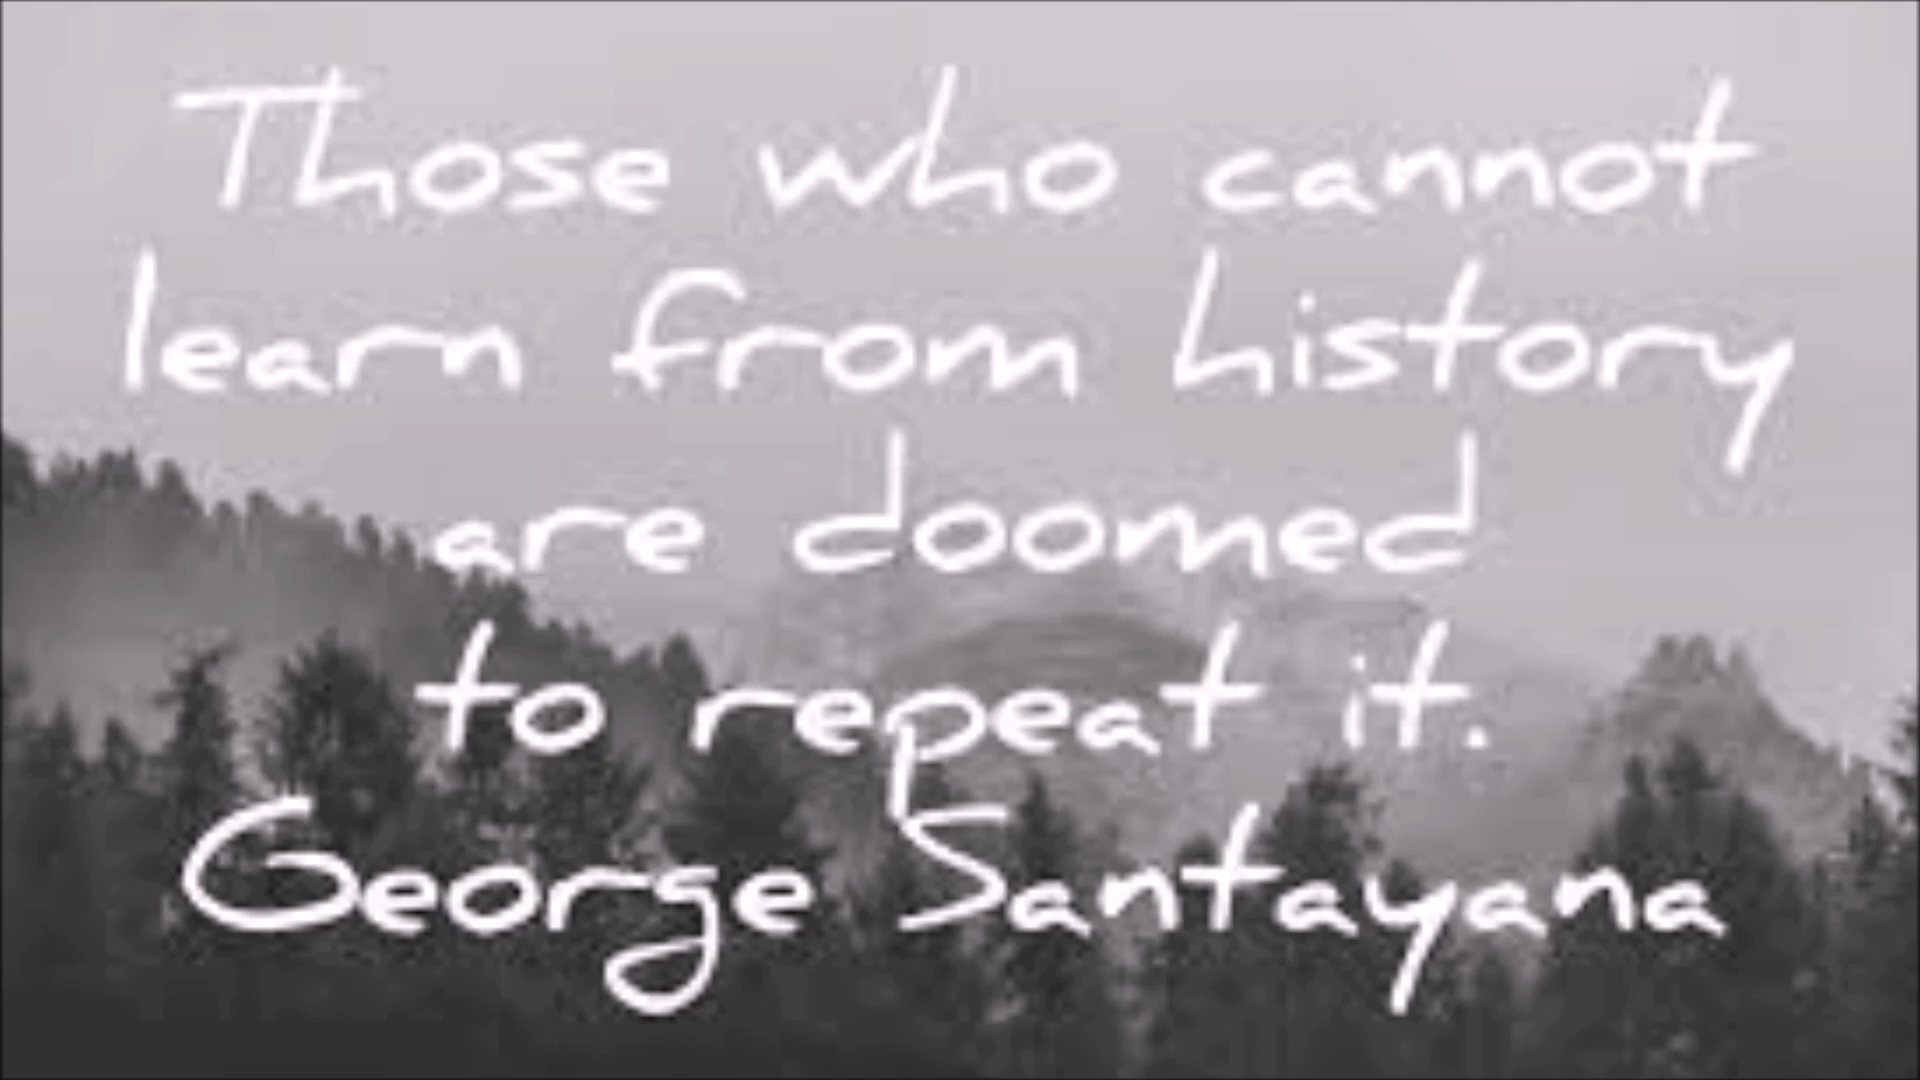 Those who cannot
learn from history
are doomed
to repeat it.
George Santayana